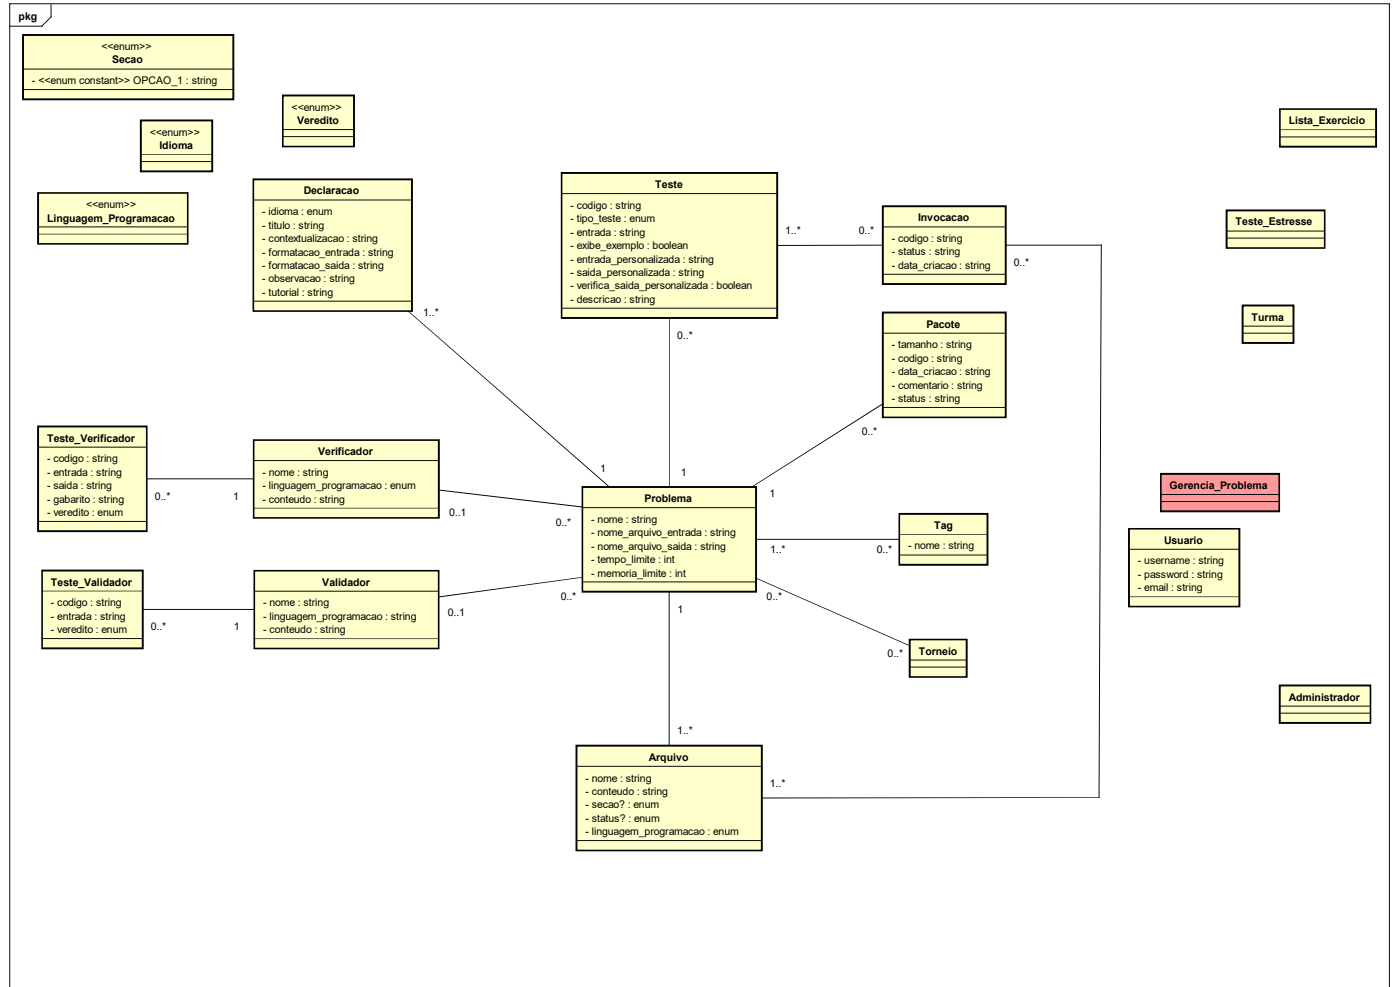 pkg
<<enum>>
Secao
- <<enum constant>> OPCAO_1 : string
<<enum>>
Veredito
<<enum>>
Idioma
<<enum>>
Linguagem_Programacao
Lista_Exercicio
Teste_Estresse
Turma
Declaracao
- idioma : enum
- titulo : string
- contextualizacao : string
- formatacao_entrada : string
- formatacao_saida : string
- observacao : string
- tutorial : string
1..*
1
Teste
- codigo : string
- tipo_teste : enum
- entrada : string
- exibe_exemplo : boolean
- entrada_personalizada : string
- saida_personalizada : string
- verifica_saida_personalizada : boolean
- descricao : string
1..*
0..*
0..*
1
Invocacao
- codigo : string
- status : string
- data_criacao : string
0..*
Pacote
- tamanho : string
- codigo : string
- data_criacao : string
- comentario : string
- status : string
0..*
1
Teste_Verificador
- codigo : string
- entrada : string
- saida : string
- gabarito : string
- veredito : enum
0..*
1
Verificador
- nome : string
- linguagem_programacao : enum
- conteudo : string
0..1
0..*
Problema
- nome : string
- nome_arquivo_entrada : string
- nome_arquivo_saida : string
- tempo_limite : int
- memoria_limite : int
1..*
0..*
Tag
- nome : string
Gerencia_Problema
Usuario
- username : string
- password : string
- email : string
Teste_Validador
- codigo : string
- entrada : string
- veredito : enum
0..*
1
Validador
- nome : string
- linguagem_programacao : string
- conteudo : string
0..1
0..*
0..*
0..*
Torneio
Administrador
1
1..*
Arquivo
- nome : string
- conteudo : string
- secao? : enum
- status? : enum
- linguagem_programacao : enum
1..*